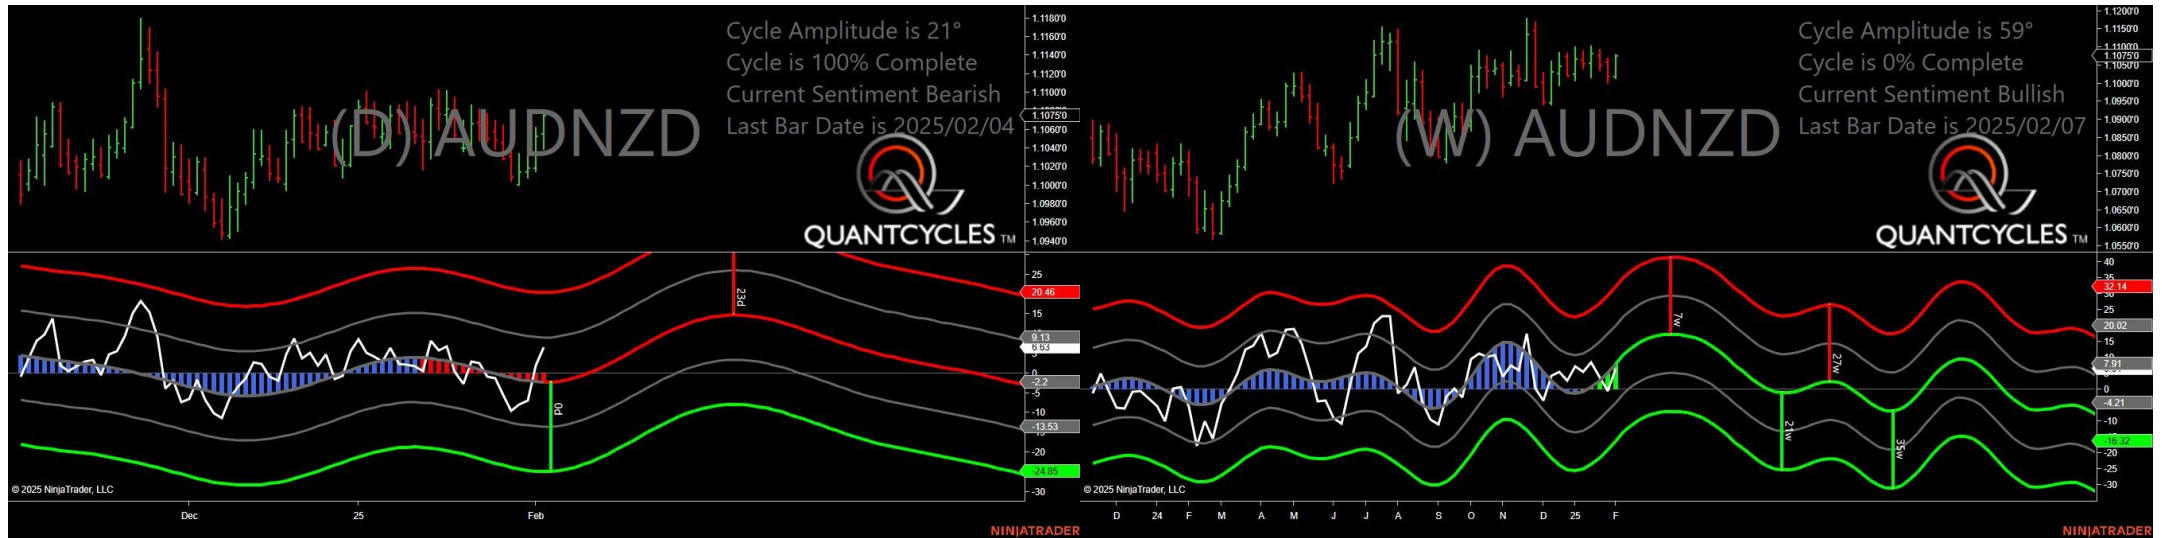 Cycle Amplitude is 21°
Cycle is 100% Complete
Current Sentiment Bearish
Last Bar Date is 2025/02/04
(D) AUDNZD
QUANTCYCLES TM
1.1180'0
1.1160'0
1.1140'0
1.1120'0
1.1100'0
1.1075'0
1.1060'0
1.1040'0
1.1020'0
1.1000'0
1.0980'0
1.0960'0
1.0940'0
25
20.46
15
9.13
6.63
0
-2.2
-5
-10
-13.53
-20
-24.85
-30
23d
0d
© 2025 NinjaTrader, LLC
Dec
25
Feb
NINJATRADER
Cycle Amplitude is 59°
Cycle is 0% Complete
Current Sentiment Bullish
Last Bar Date is 2025/02/07
(W) AUDNZD
QUANTCYCLES TM
1.1200'0
1.1150'0
1.1100'0
1.1075'0
1.1050'0
1.1000'0
1.0950'0
1.0900'0
1.0850'0
1.0800'0
1.0750'0
1.0700'0
1.0650'0
1.0600'0
1.0550'0
40
35
32.14
30
25
20.02
15
10
7.91
0
-4.21
-10
-16.32
-20
-25
-30
7w
27w
21w
35w
© 2025 NinjaTrader, LLC
D 24 F M A M J J A S O N D 25 F
NINJATRADER